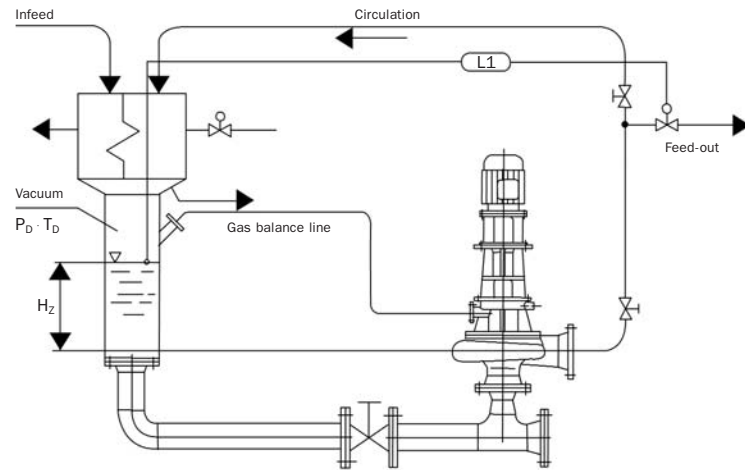 Infeed
Circulation
L1
Feed-out
Vacuum
P_D · T_D
Gas balance line
H_Z